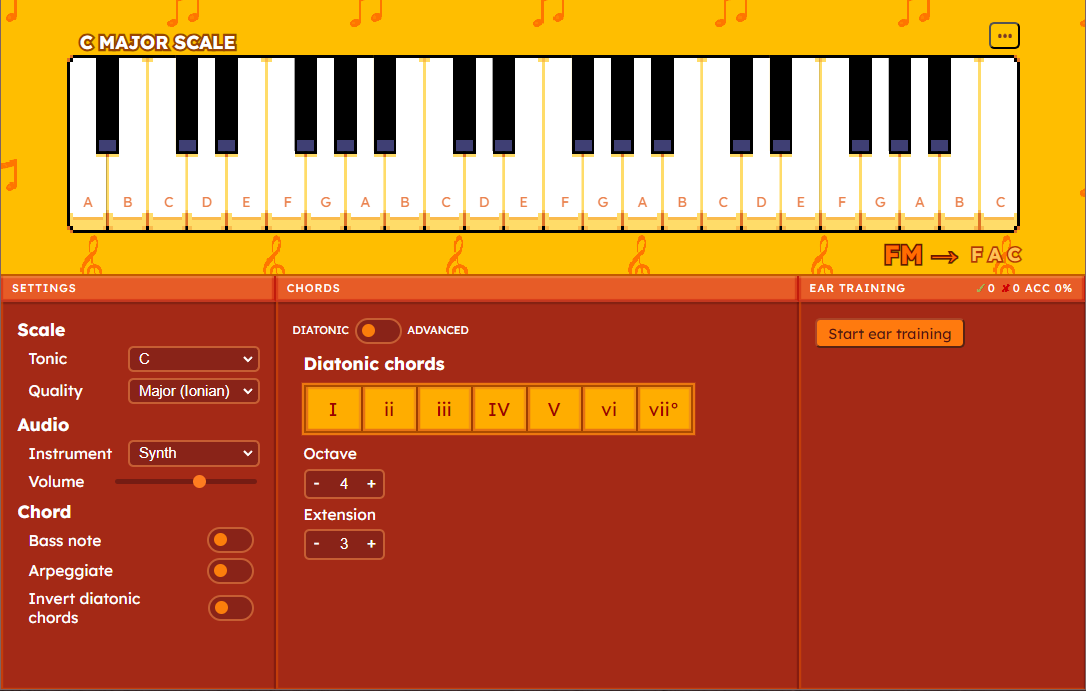 C MAJOR SCALE
•••
A B C D E F G A B C D E F G A B C D E F G A B C
FM → F A C
SETTINGS
CHORDS
EAR TRAINING
✓0 ✘0 ACC 0%
Scale
Tonic
C
Quality
Major (Ionian)
Audio
Instrument
Synth
Volume
Chord
Bass note
Arpeggiate
Invert diatonic
chords
DIATONIC
ADVANCED
Diatonic chords
I ii iii IV V vi vii°
Octave
- 4 +
Extension
- 3 +
Start ear training